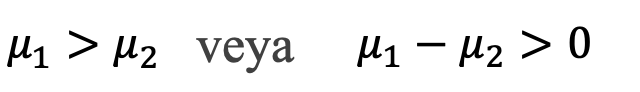 μ₁ > μ₂ veya μ₁ − μ₂ > 0